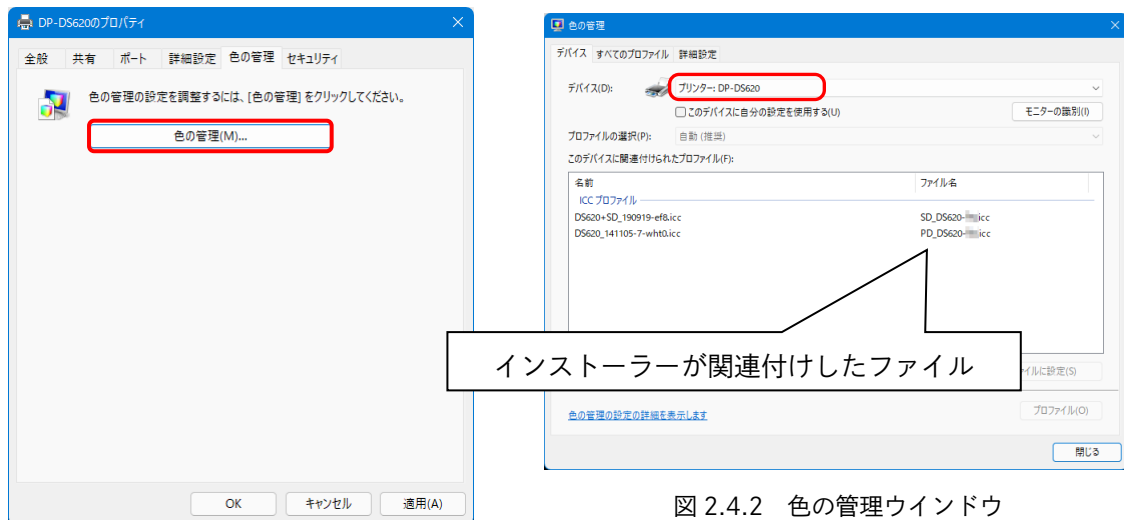 DP-DS620のプロパティ
全般 共有 ポート 詳細設定 色の管理 セキュリティ
色の管理の設定を調整するには、[色の管理] をクリックしてください。
色の管理(M)...
OK キャンセル 適用(A)
色の管理
デバイス すべてのプロファイル 詳細設定
デバイス(D): プリンター: DP-DS620
このデバイスに自分の設定を使用する(U) モニターの識別(I)
プロファイルの選択(P): 自動 (推奨)
このデバイスに関連付けられたプロファイル(F):
名前 ファイル名
ICC プロファイル
DS620+SD_190919-ef8.icc SD_DS620- icc
DS620_141105-7-wht0.icc PD_DS620- icc
インストーラーが関連付けしたファイル
イルに設定(S)
色の管理の設定の詳細を表示します プロファイル(O)
閉じる
図 2.4.2 色の管理ウインドウ